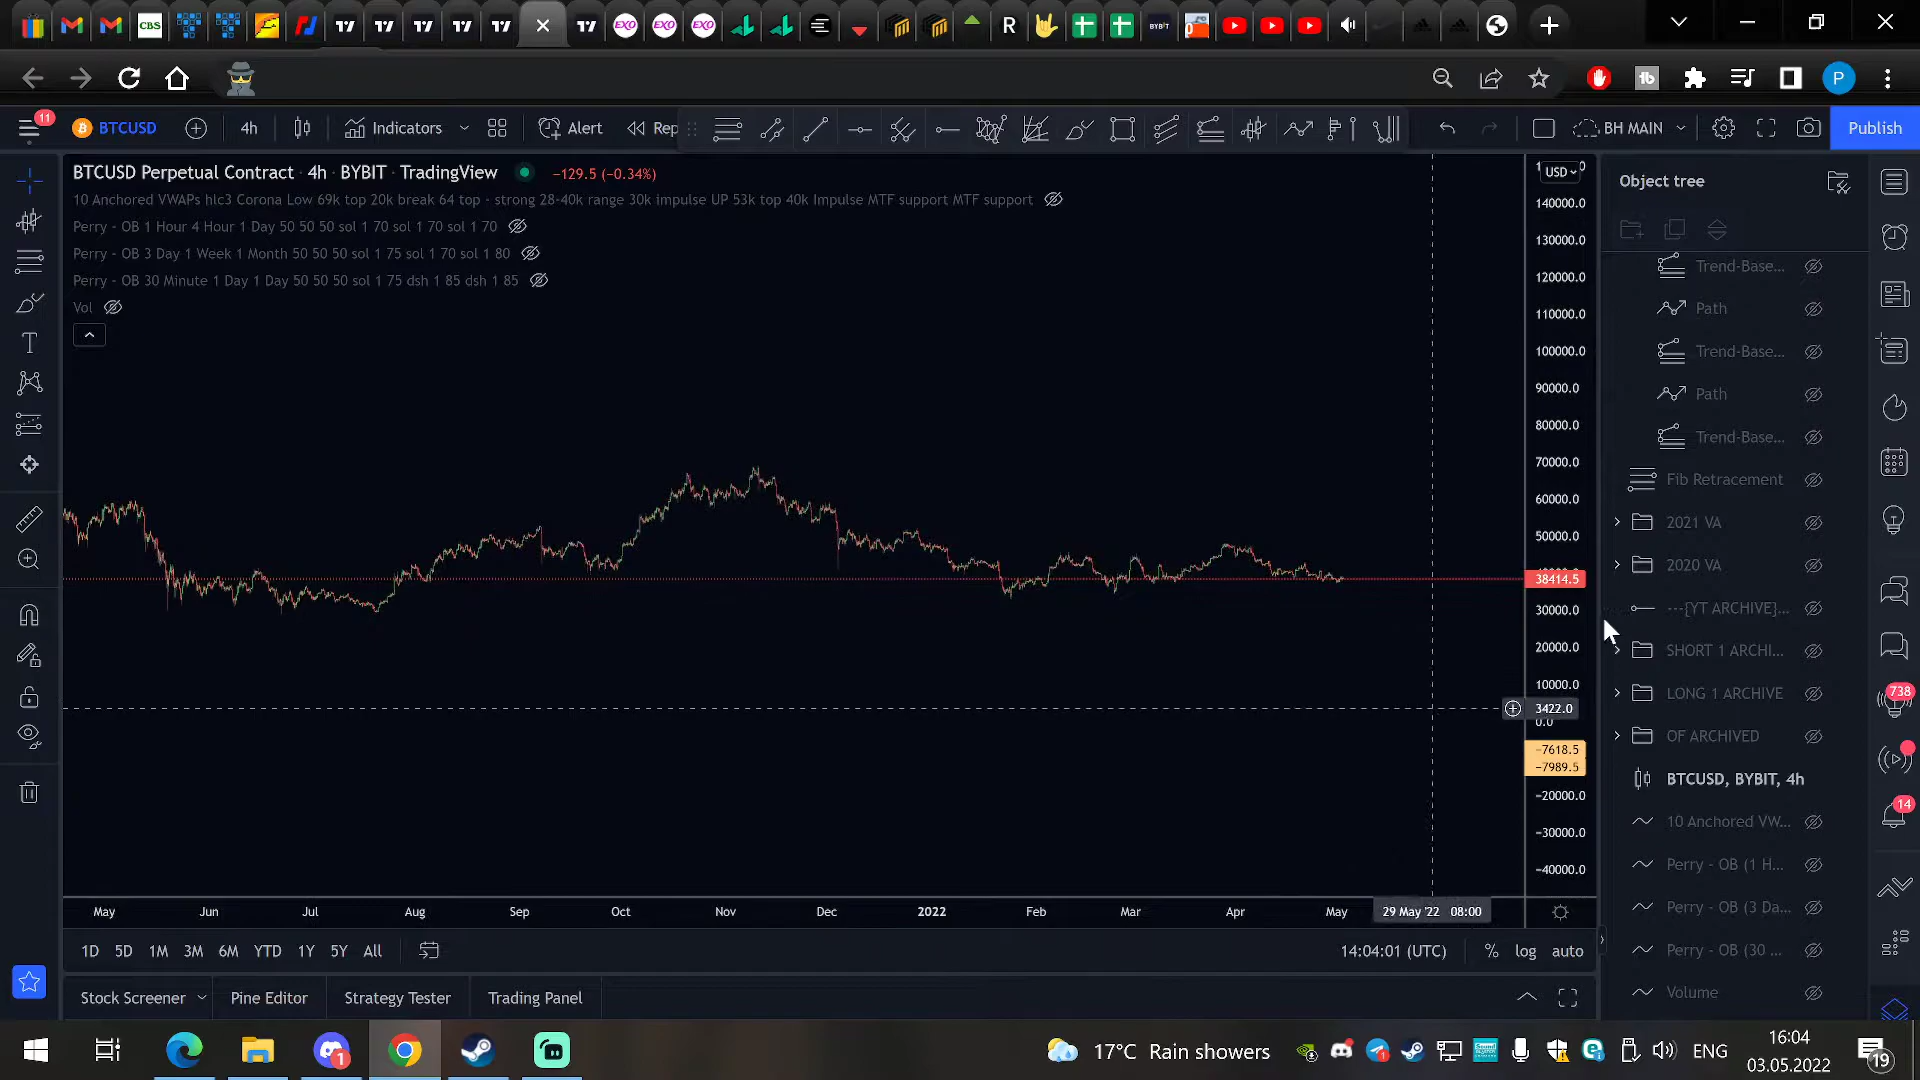 CBS
EXO
EXO
EXO
R
BYBIT
P
11
BTCUSD
4h
Indicators
Alert
Rep
BH MAIN
Publish
BTCUSD Perpetual Contract · 4h · BYBIT · TradingView
−129.5 (−0.34%)
10 Anchored VWAPs hlc3 Corona Low 69k top 20k break 64 top - strong 28-40k range 30k impulse UP 53k top 40k Impulse MTF support MTF support
Perry - OB 1 Hour 4 Hour 1 Day 50 50 50 sol 1 70 sol 1 70 sol 1 70
Perry - OB 3 Day 1 Week 1 Month 50 50 50 sol 1 75 sol 1 70 sol 1 80
Perry - OB 30 Minute 1 Day 1 Day 50 50 50 sol 1 75 dsh 1 85 dsh 1 85
Vol
USD
140000.0
130000.0
120000.0
110000.0
100000.0
90000.0
80000.0
70000.0
60000.0
50000.0
38414.5
30000.0
20000.0
10000.0
3422.0
0.0
−7618.5
−7989.5
−20000.0
−30000.0
−40000.0
May
Jun
Jul
Aug
Sep
Oct
Nov
Dec
2022
Feb
Mar
Apr
May
29 May '22 08:00
1D
5D
1M
3M
6M
YTD
1Y
5Y
All
14:04:01 (UTC)
%
log
auto
Stock Screener
Pine Editor
Strategy Tester
Trading Panel
Object tree
Trend-Base...
Path
Trend-Base...
Path
Trend-Base...
Fib Retracement
2021 VA
2020 VA
---[YT ARCHIVE]...
SHORT 1 ARCHI...
LONG 1 ARCHIVE
OF ARCHIVED
BTCUSD, BYBIT, 4h
10 Anchored VW...
Perry - OB (1 H...
Perry - OB (3 Da...
Perry - OB (30 ...
Volume
738
14
1
17°C Rain showers
ENG
16:04
03.05.2022
19